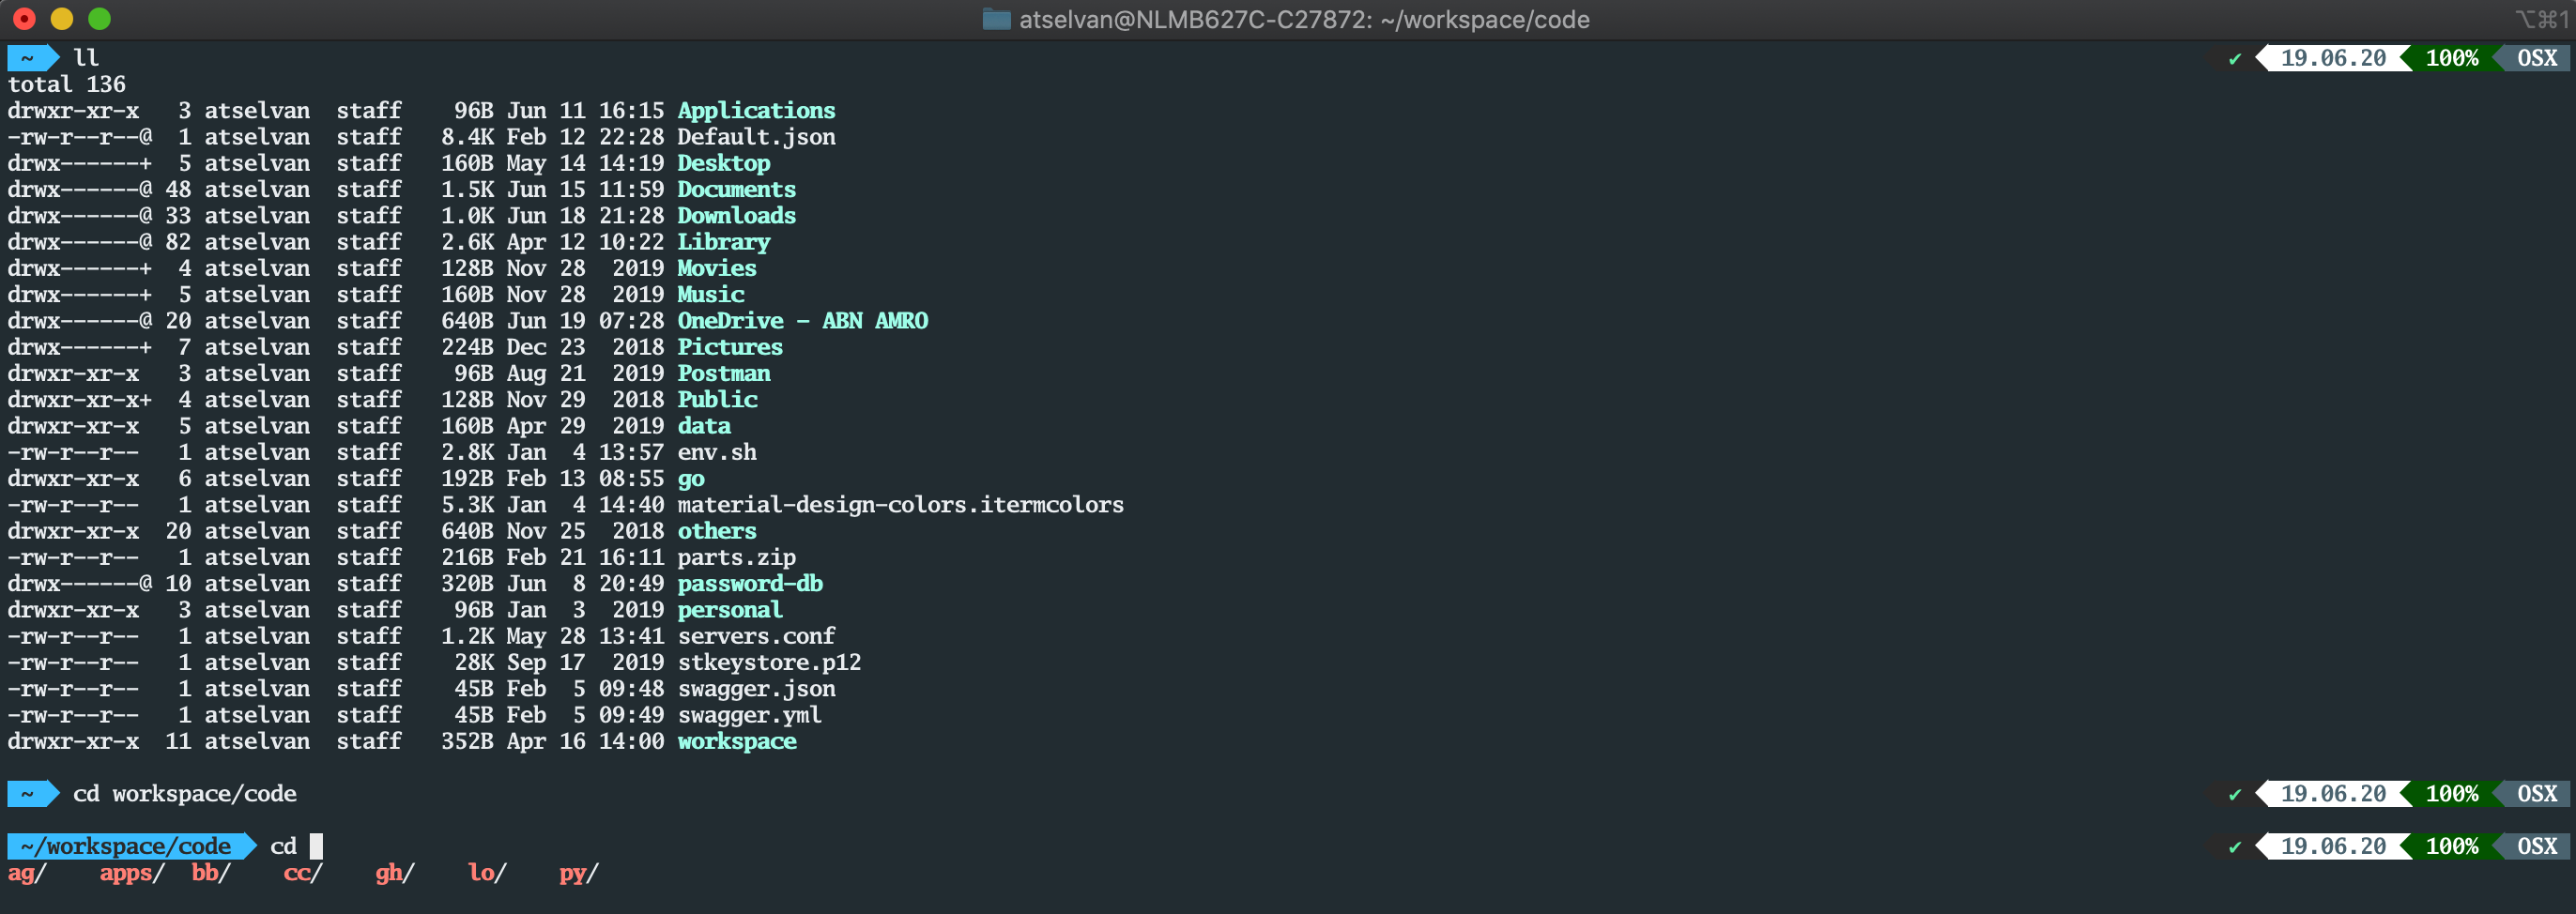 atselvan@NLMB627C-C27872: ~/workspace/code ⌥⌘1
~ ll ✔ 19.06.20 100% OSX
total 136
drwxr-xr-x   3 atselvan  staff    96B Jun 11 16:15 Applications
-rw-r--r--@  1 atselvan  staff   8.4K Feb 12 22:28 Default.json
drwx------+  5 atselvan  staff   160B May 14 14:19 Desktop
drwx------@ 48 atselvan  staff   1.5K Jun 15 11:59 Documents
drwx------@ 33 atselvan  staff   1.0K Jun 18 21:28 Downloads
drwx------@ 82 atselvan  staff   2.6K Apr 12 10:22 Library
drwx------+  4 atselvan  staff   128B Nov 28  2019 Movies
drwx------+  5 atselvan  staff   160B Nov 28  2019 Music
drwx------@ 20 atselvan  staff   640B Jun 19 07:28 OneDrive - ABN AMRO
drwx------+  7 atselvan  staff   224B Dec 23  2018 Pictures
drwxr-xr-x   3 atselvan  staff    96B Aug 21  2019 Postman
drwxr-xr-x+  4 atselvan  staff   128B Nov 29  2018 Public
drwxr-xr-x   5 atselvan  staff   160B Apr 29  2019 data
-rw-r--r--   1 atselvan  staff   2.8K Jan  4 13:57 env.sh
drwxr-xr-x   6 atselvan  staff   192B Feb 13 08:55 go
-rw-r--r--   1 atselvan  staff   5.3K Jan  4 14:40 material-design-colors.itermcolors
drwxr-xr-x  20 atselvan  staff   640B Nov 25  2018 others
-rw-r--r--   1 atselvan  staff   216B Feb 21 16:11 parts.zip
drwx------@ 10 atselvan  staff   320B Jun  8 20:49 password-db
drwxr-xr-x   3 atselvan  staff    96B Jan  3  2019 personal
-rw-r--r--   1 atselvan  staff   1.2K May 28 13:41 servers.conf
-rw-r--r--   1 atselvan  staff    28K Sep 17  2019 stkeystore.p12
-rw-r--r--   1 atselvan  staff    45B Feb  5 09:48 swagger.json
-rw-r--r--   1 atselvan  staff    45B Feb  5 09:49 swagger.yml
drwxr-xr-x  11 atselvan  staff   352B Apr 16 14:00 workspace
~ cd workspace/code ✔ 19.06.20 100% OSX
~/workspace/code cd ✔ 19.06.20 100% OSX
ag/    apps/  bb/    cc/    gh/    lo/    py/